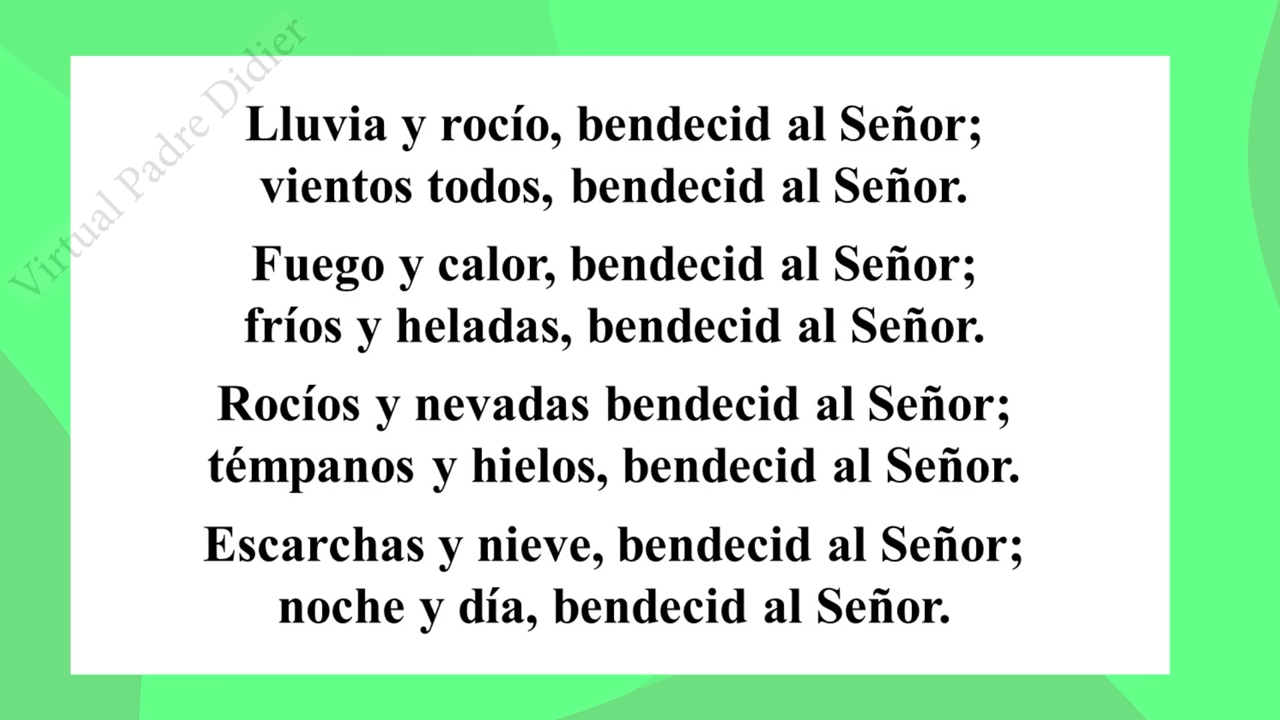 Virtual Padre Didier
Lluvia y rocío, bendecid al Señor;
vientos todos, bendecid al Señor.
Fuego y calor, bendecid al Señor;
fríos y heladas, bendecid al Señor.
Rocíos y nevadas bendecid al Señor;
témpanos y hielos, bendecid al Señor.
Escarchas y nieve, bendecid al Señor;
noche y día, bendecid al Señor.